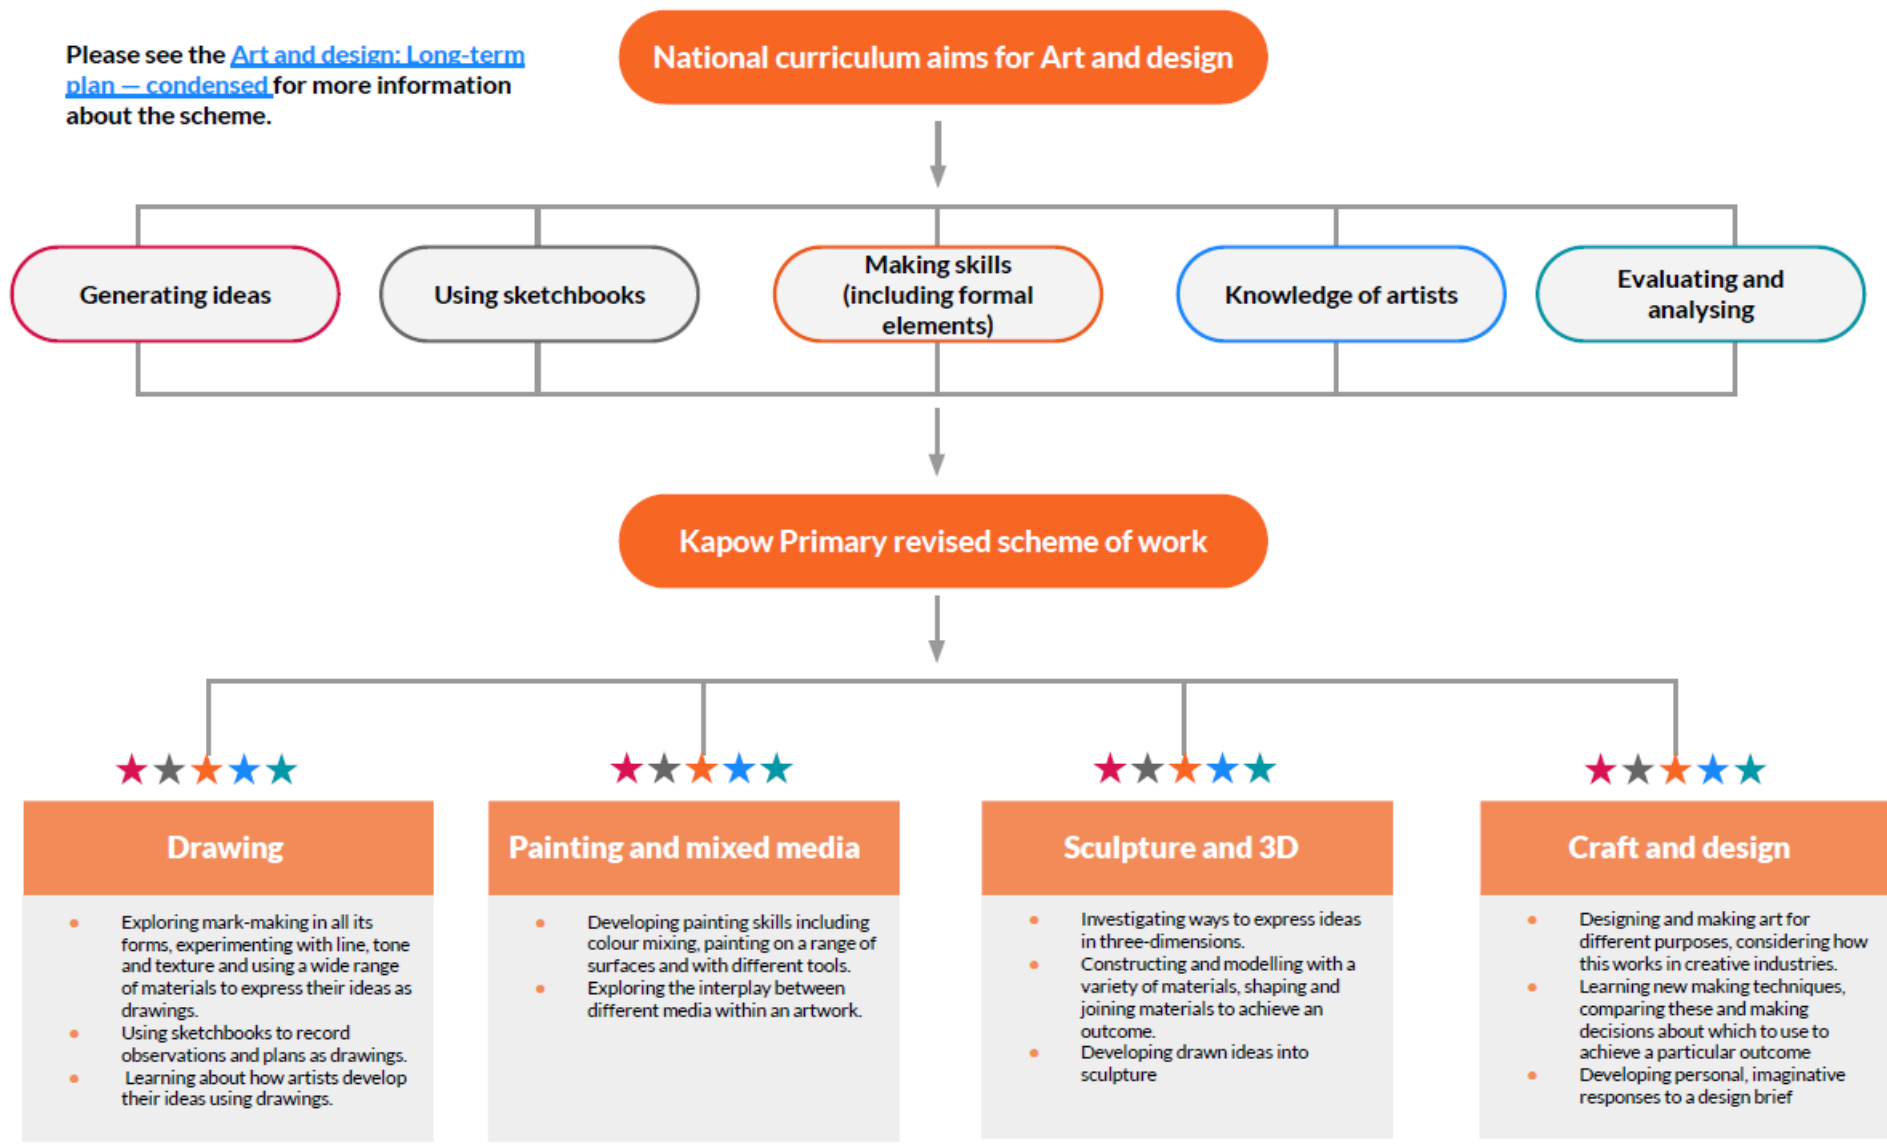 Please see the Art and design: Long-term
plan — condensed for more information
about the scheme.
National curriculum aims for Art and design
Generating ideas
Using sketchbooks
Making skills
(including formal
elements)
Knowledge of artists
Evaluating and
analysing
Kapow Primary revised scheme of work
Drawing
• Exploring mark-making in all its
forms, experimenting with line, tone
and texture and using a wide range
of materials to express their ideas as
drawings.
• Using sketchbooks to record
observations and plans as drawings.
• Learning about how artists develop
their ideas using drawings.
Painting and mixed media
• Developing painting skills including
colour mixing, painting on a range of
surfaces and with different tools.
• Exploring the interplay between
different media within an artwork.
Sculpture and 3D
• Investigating ways to express ideas
in three-dimensions.
• Constructing and modelling with a
variety of materials, shaping and
joining materials to achieve an
outcome.
• Developing drawn ideas into
sculpture
Craft and design
• Designing and making art for
different purposes, considering how
this works in creative industries.
• Learning new making techniques,
comparing these and making
decisions about which to use to
achieve a particular outcome
• Developing personal, imaginative
responses to a design brief